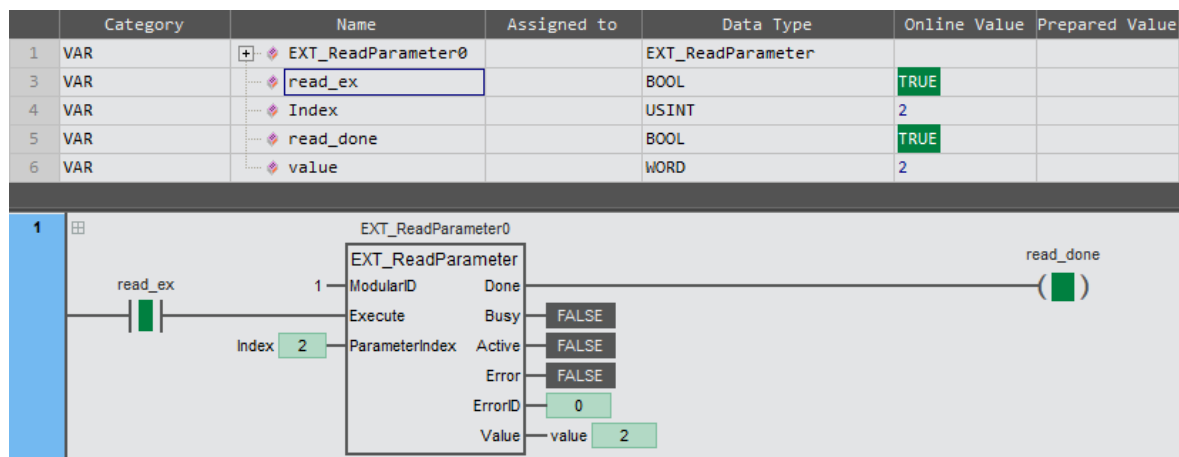 Category Name Assigned to Data Type Online Value Prepared Value
1 VAR EXT_ReadParameter0 EXT_ReadParameter
3 VAR read_ex BOOL TRUE
4 VAR Index USINT 2
5 VAR read_done BOOL TRUE
6 VAR value WORD 2
1 EXT_ReadParameter0
EXT_ReadParameter
read_done
read_ex 1 ModularID Done
Execute Busy FALSE
Index 2 ParameterIndex Active FALSE
Error FALSE
ErrorID 0
Value value 2